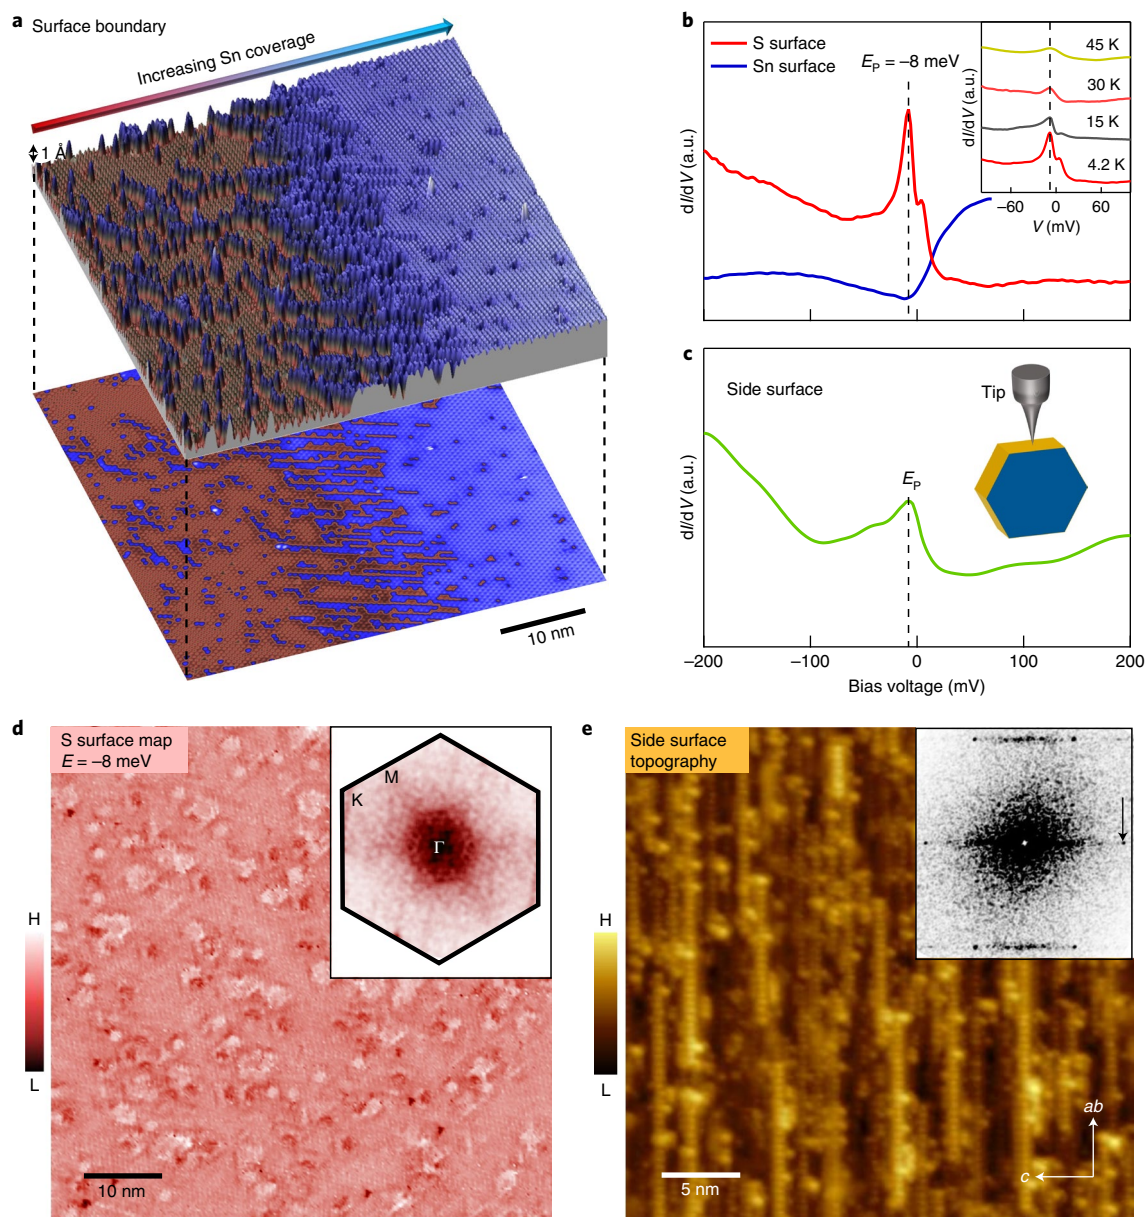 a
Surface boundary
Increasing Sn coverage
1 Å
10 nm
b
S surface
Sn surface
E_P = −8 meV
dI/dV (a.u.)
dI/dV (a.u.)
45 K
30 K
15 K
4.2 K
−60 0 60
V (mV)
c
Side surface
Tip
E_P
dI/dV (a.u.)
−200 −100 0 100 200
Bias voltage (mV)
d
S surface map
E = −8 meV
M
K
Γ
H
L
10 nm
e
Side surface
topography
H
L
ab
c
5 nm